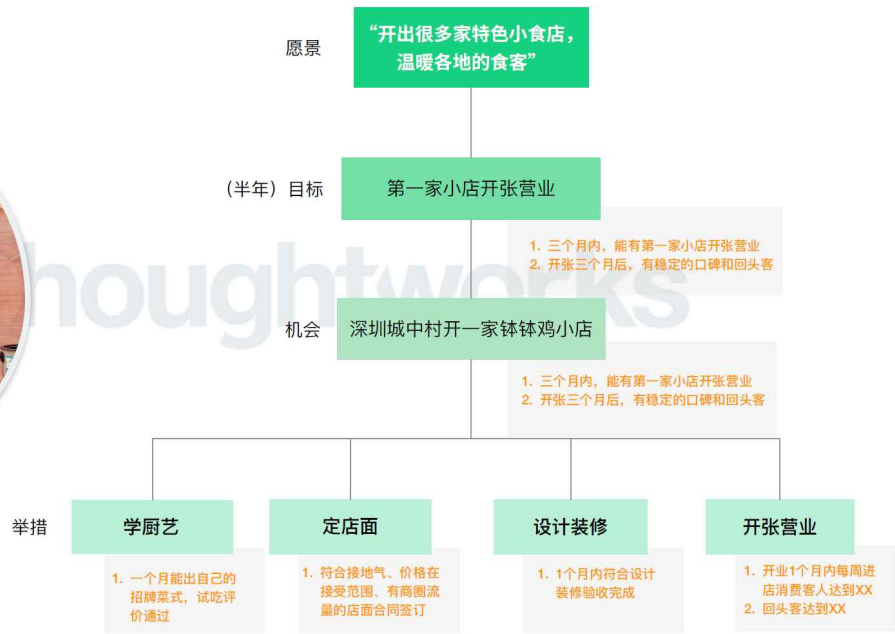 愿景
“开出很多家特色小食店，
温暖各地的食客”
（半年）目标
第一家小店开张营业
1. 三个月内，能有第一家小店开张营业
2. 开张三个月后，有稳定的口碑和回头客
houghtworks
机会
深圳城中村开一家钵钵鸡小店
1. 三个月内，能有第一家小店开张营业
2. 开张三个月后，有稳定的口碑和回头客
举措
学厨艺
定店面
设计装修
开张营业
1. 一个月能出自己的
招牌菜式，试吃评
价通过
1. 符合接地气、价格在
接受范围、有商圈流
量的店面合同签订
1. 1个月内符合设计
装修验收完成
1. 开业1个月内每周进
店消费客人达到XX
2. 回头客达到XX